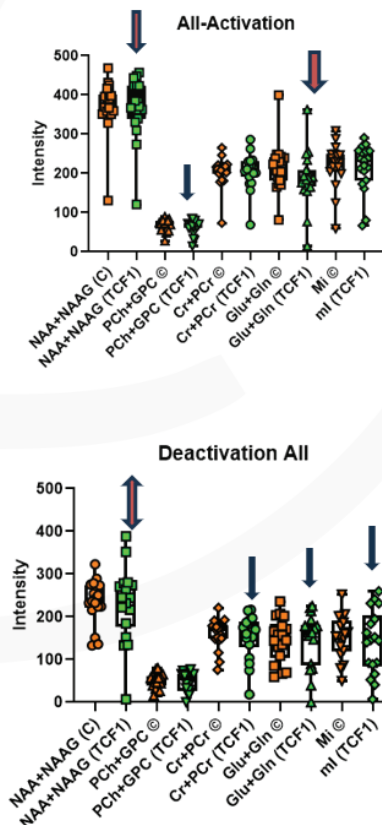 All-Activation
Intensity
500
400
300
200
100
0
NAA+NAAG (C)
NAA+NAAG (TCF1)
PCh+GPC ©
PCh+GPC (TCF1)
Cr+PCr ©
Cr+PCr (TCF1)
Glu+Gln ©
Glu+Gln (TCF1)
Mi ©
mI (TCF1)
Deactivation All
Intensity
500
400
300
200
100
0
NAA+NAAG (C)
NAA+NAAG (TCF1)
PCh+GPC ©
PCh+GPC (TCF1)
Cr+PCr ©
Cr+PCr (TCF1)
Glu+Gln ©
Glu+Gln (TCF1)
Mi ©
mI (TCF1)